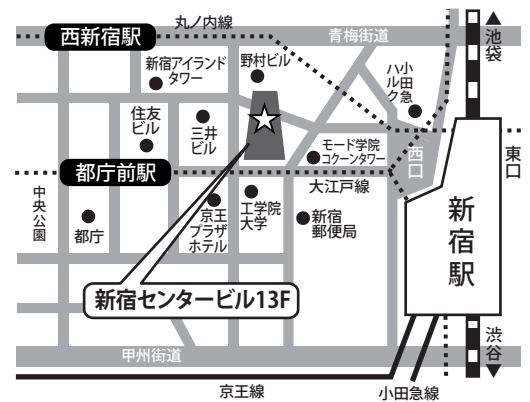 丸ノ内線
西新宿駅
青梅街道
▲池袋
新宿アイランド
タワー
野村ビル
小田急
ハルク
住友
ビル
三井
ビル
モード学院
コクーンタワー
西口
東口
都庁前駅
大江戸線
中央公園
都庁
京王
プラザ
ホテル
工学院
大学
新宿
郵便局
新宿駅
新宿センタービル13F
甲州街道
渋谷▼
京王線
小田急線